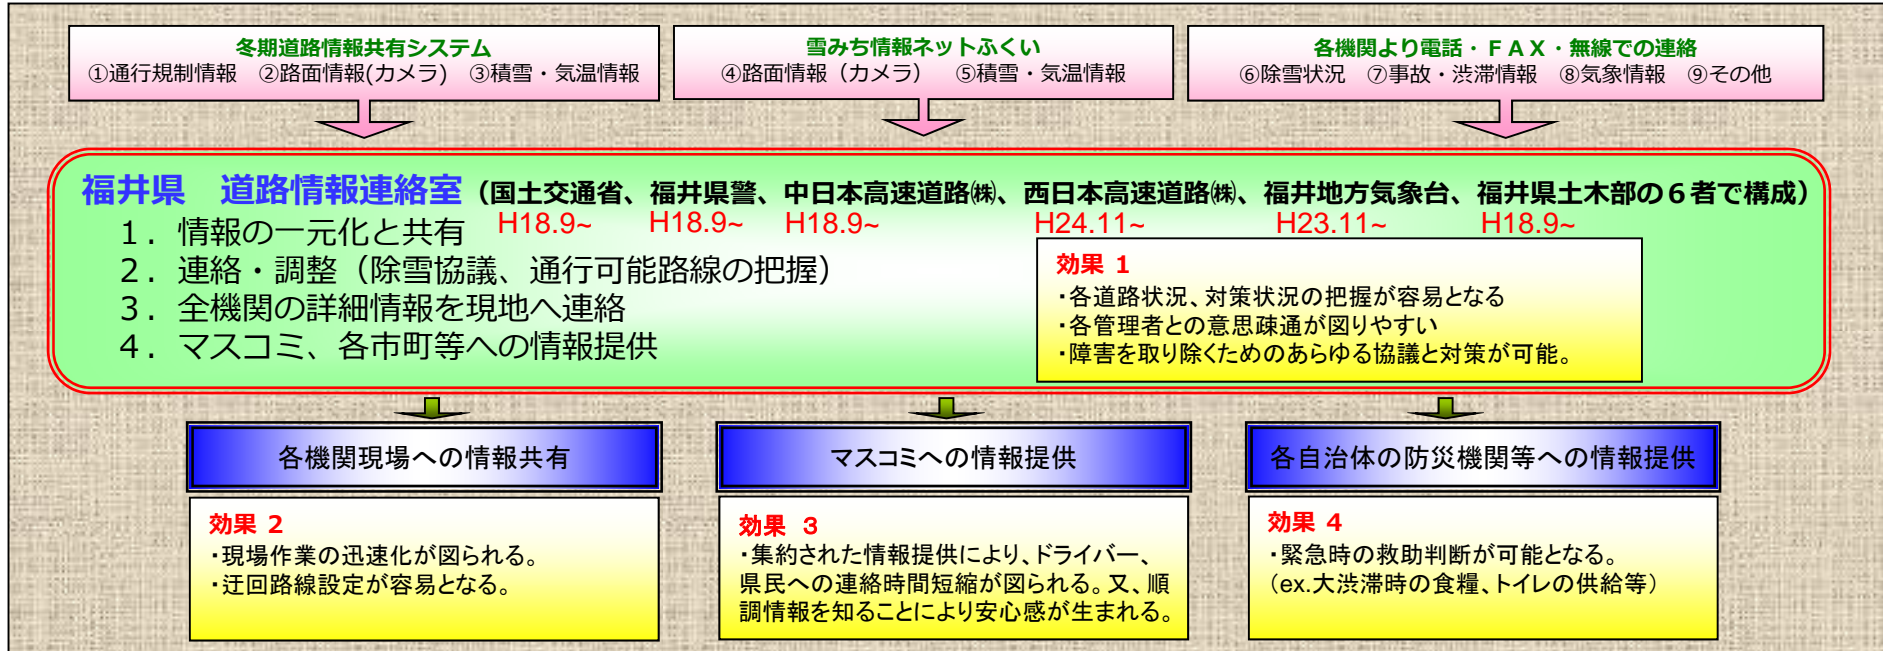 冬期道路情報共有システム
①通行規制情報　②路面情報(カメラ)　③積雪・気温情報
雪みち情報ネットふくい
④路面情報（カメラ）　⑤積雪・気温情報
各機関より電話・ＦＡＸ・無線での連絡
⑥除雪状況　⑦事故・渋滞情報　⑧気象情報　⑨その他
福井県　道路情報連絡室（国土交通省、福井県警、中日本高速道路㈱、西日本高速道路㈱、福井地方気象台、福井県土木部の６者で構成）
H18.9~ H18.9~ H18.9~ H24.11~ H23.11~ H18.9~
１．情報の一元化と共有
２．連絡・調整（除雪協議、通行可能路線の把握）
３．全機関の詳細情報を現地へ連絡
４．マスコミ、各市町等への情報提供
効果 1
・各道路状況、対策状況の把握が容易となる
・各管理者との意思疎通が図りやすい
・障害を取り除くためのあらゆる協議と対策が可能。
各機関現場への情報共有
効果 2
・現場作業の迅速化が図られる。
・迂回路線設定が容易となる。
マスコミへの情報提供
効果 ３
・集約された情報提供により、ドライバー、
県民への連絡時間短縮が図られる。又、順
調情報を知ることにより安心感が生まれる。
各自治体の防災機関等への情報提供
効果 4
・緊急時の救助判断が可能となる。
（ex.大渋滞時の食糧、トイレの供給等）